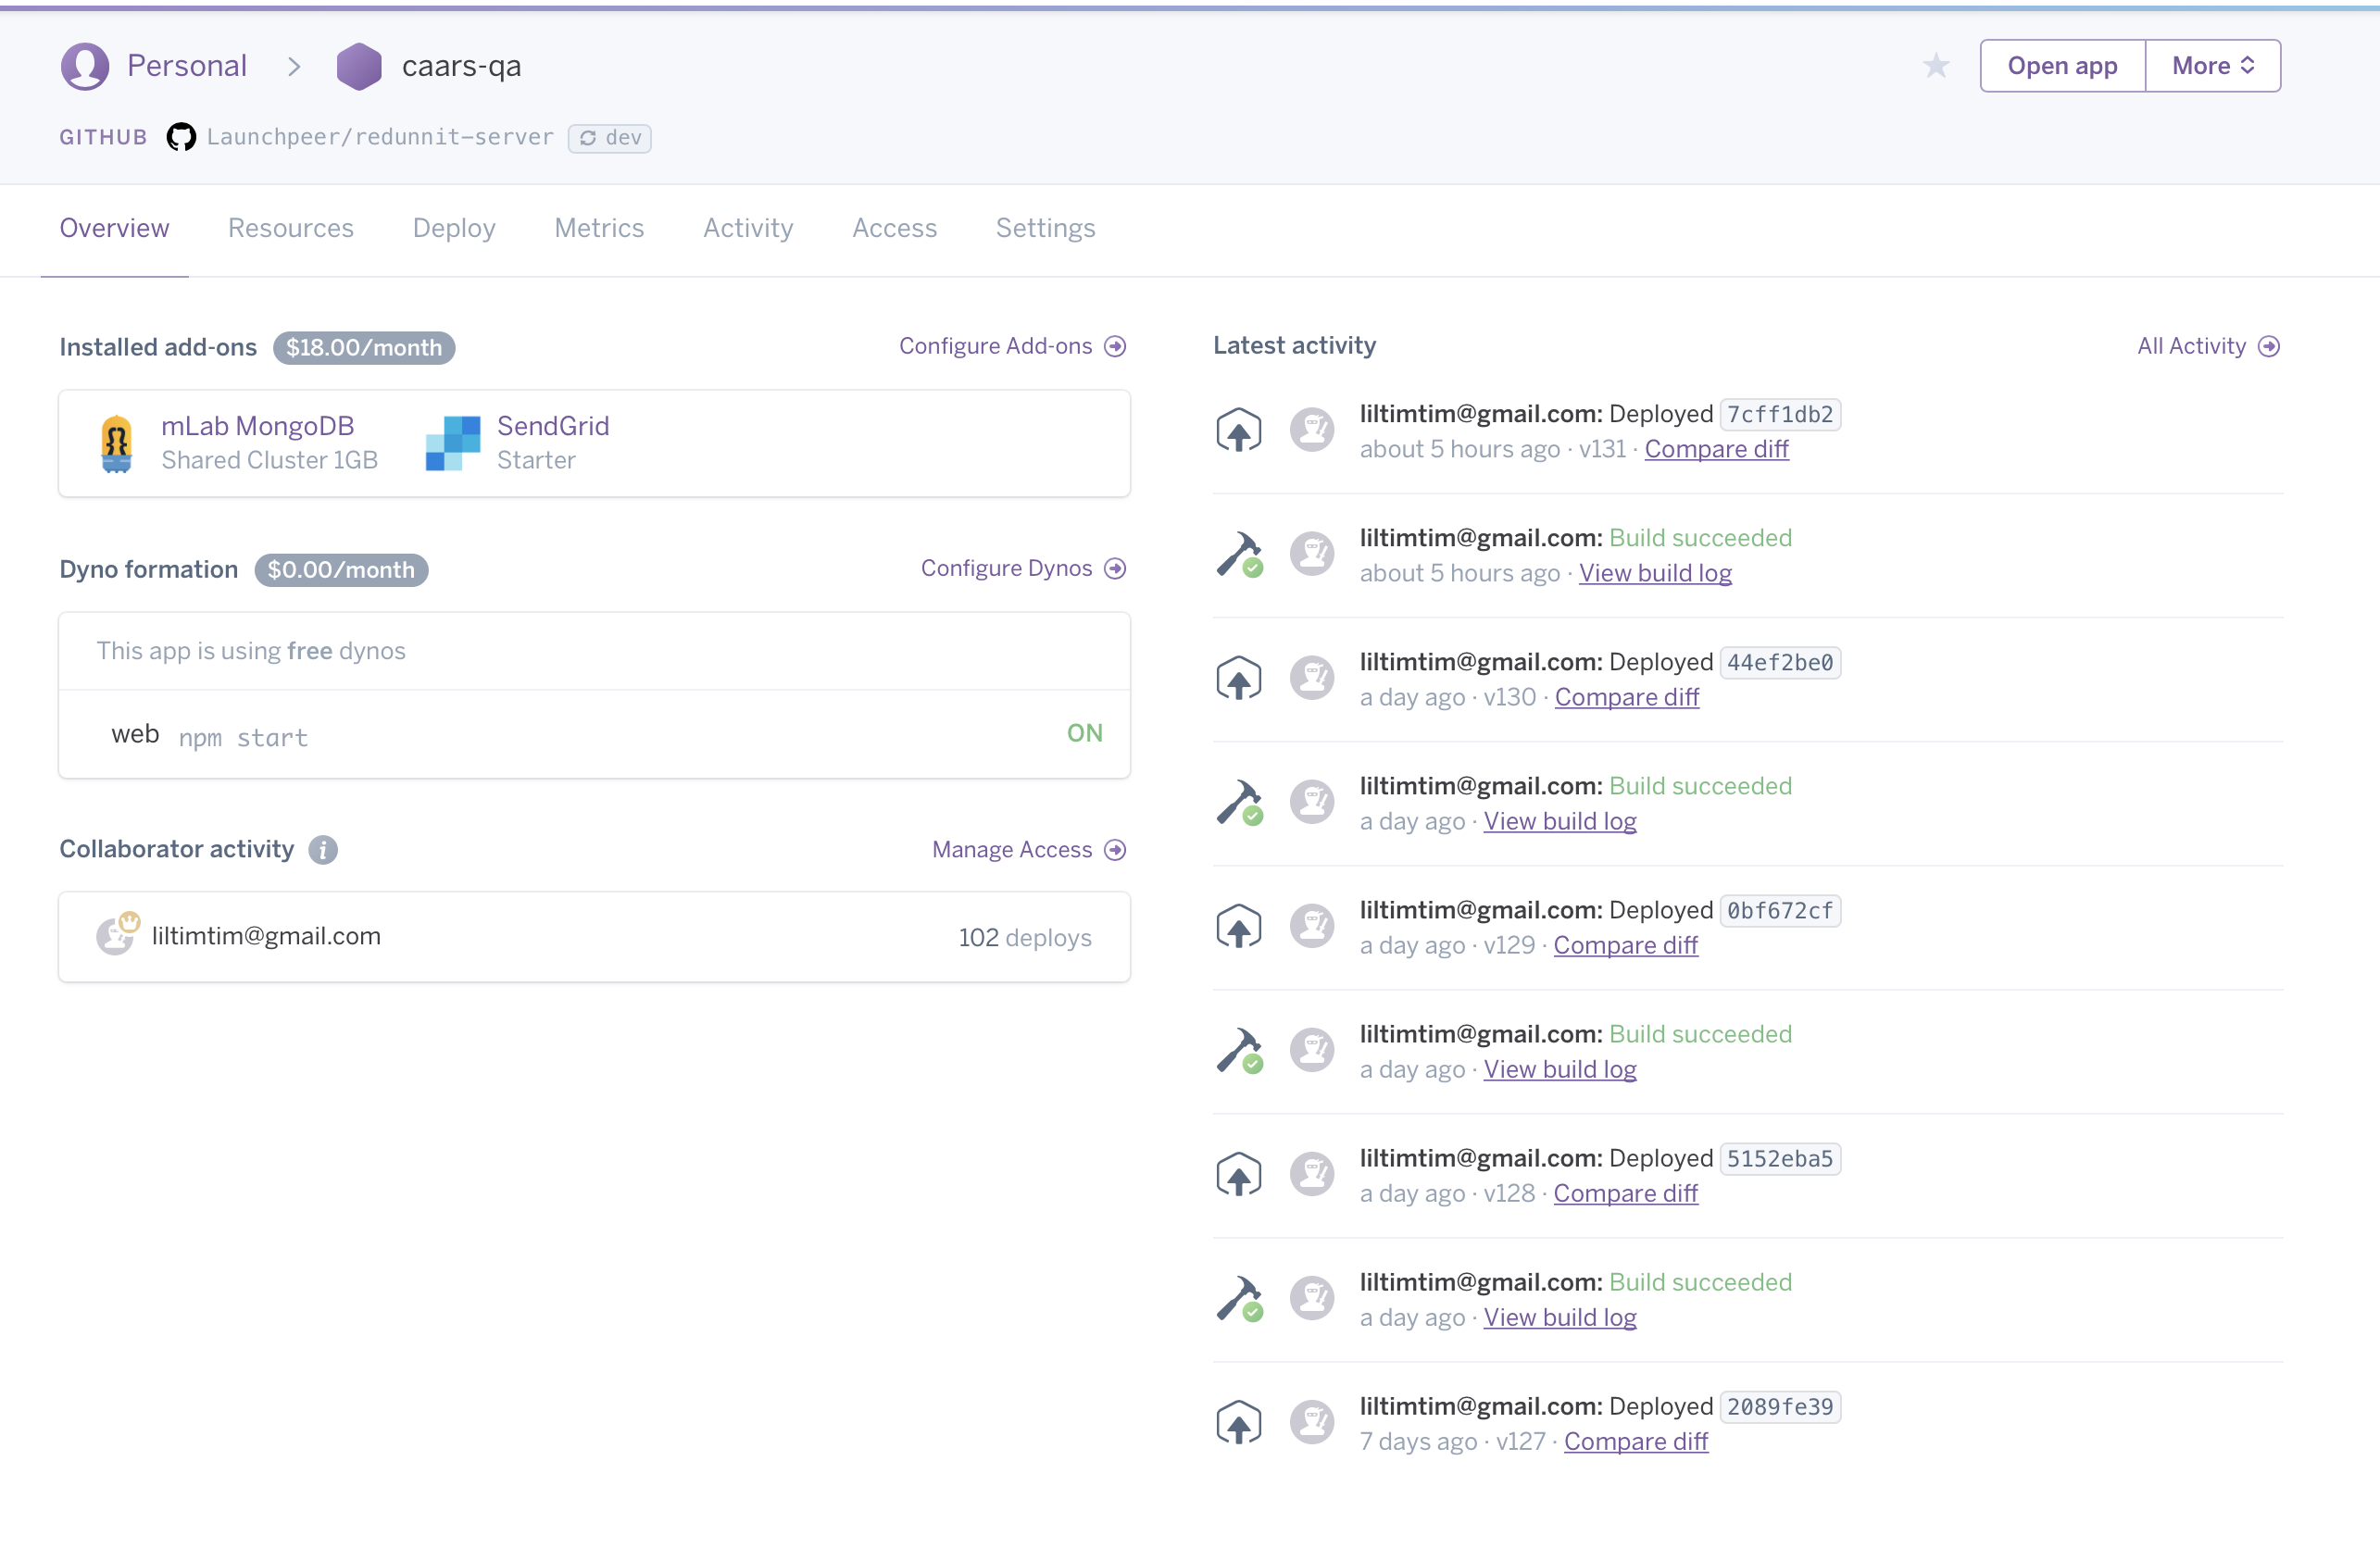 Personal > caars-qa
Open app
More
GITHUB Launchpeer/redunnit-server dev
Overview
Resources
Deploy
Metrics
Activity
Access
Settings
Installed add-ons $18.00/month
Configure Add-ons
mLab MongoDB
Shared Cluster 1GB
SendGrid
Starter
Dyno formation $0.00/month
Configure Dynos
This app is using free dynos
web npm start
ON
Collaborator activity i
Manage Access
liltimtim@gmail.com
102 deploys
Latest activity
All Activity
liltimtim@gmail.com: Deployed 7cff1db2
about 5 hours ago · v131 · Compare diff
liltimtim@gmail.com: Build succeeded
about 5 hours ago · View build log
liltimtim@gmail.com: Deployed 44ef2be0
a day ago · v130 · Compare diff
liltimtim@gmail.com: Build succeeded
a day ago · View build log
liltimtim@gmail.com: Deployed 0bf672cf
a day ago · v129 · Compare diff
liltimtim@gmail.com: Build succeeded
a day ago · View build log
liltimtim@gmail.com: Deployed 5152eba5
a day ago · v128 · Compare diff
liltimtim@gmail.com: Build succeeded
a day ago · View build log
liltimtim@gmail.com: Deployed 2089fe39
7 days ago · v127 · Compare diff